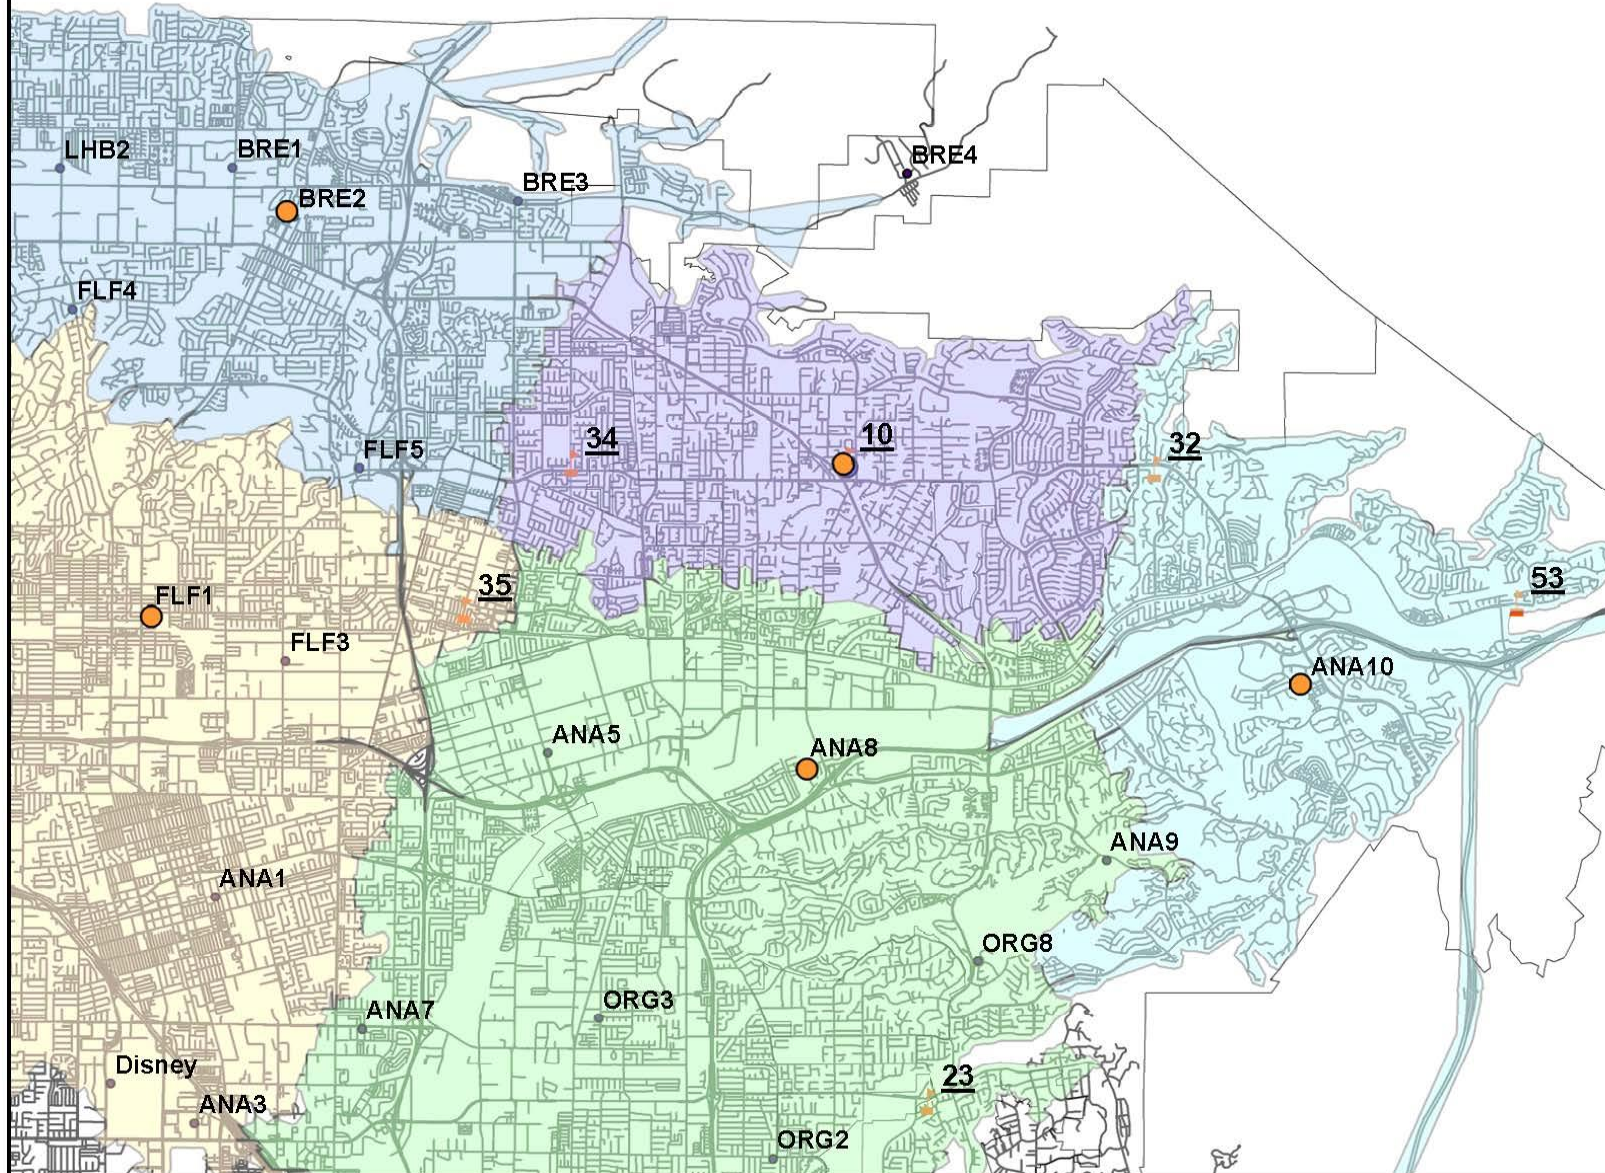 LHB2
BRE1
BRE4
BRE3
BRE2
FLF4
34
10
32
FLF5
53
35
FLF1
FLF3
ANA10
ANA5
ANA8
ANA9
ANA1
ORG8
ORG3
ANA7
Disney
23
ANA3
ORG2